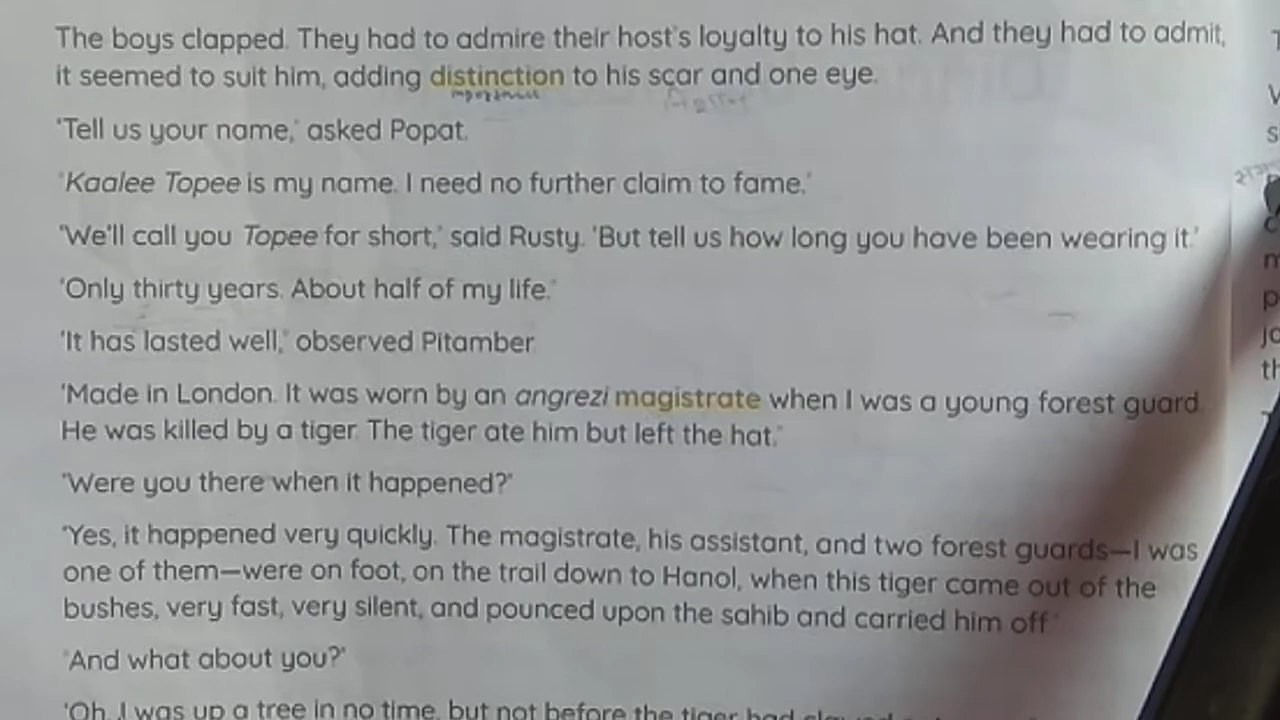 The boys clapped. They had to admire their host's loyalty to his hat. And they had to admit,
it seemed to suit him, adding distinction to his scar and one eye.
'Tell us your name,' asked Popat.
'Kaalee Topee is my name. I need no further claim to fame.'
'We'll call you Topee for short,' said Rusty. 'But tell us how long you have been wearing it.'
'Only thirty years. About half of my life.'
'It has lasted well,' observed Pitamber.
'Made in London. It was worn by an angrezi magistrate when I was a young forest guard.
He was killed by a tiger. The tiger ate him but left the hat.'
'Were you there when it happened?'
'Yes, it happened very quickly. The magistrate, his assistant, and two forest guards—I was
one of them—were on foot, on the trail down to Hanol, when this tiger came out of the
bushes, very fast, very silent, and pounced upon the sahib and carried him off.'
'And what about you?'
'Oh, I was up a tree in no time, but not before the tiger had